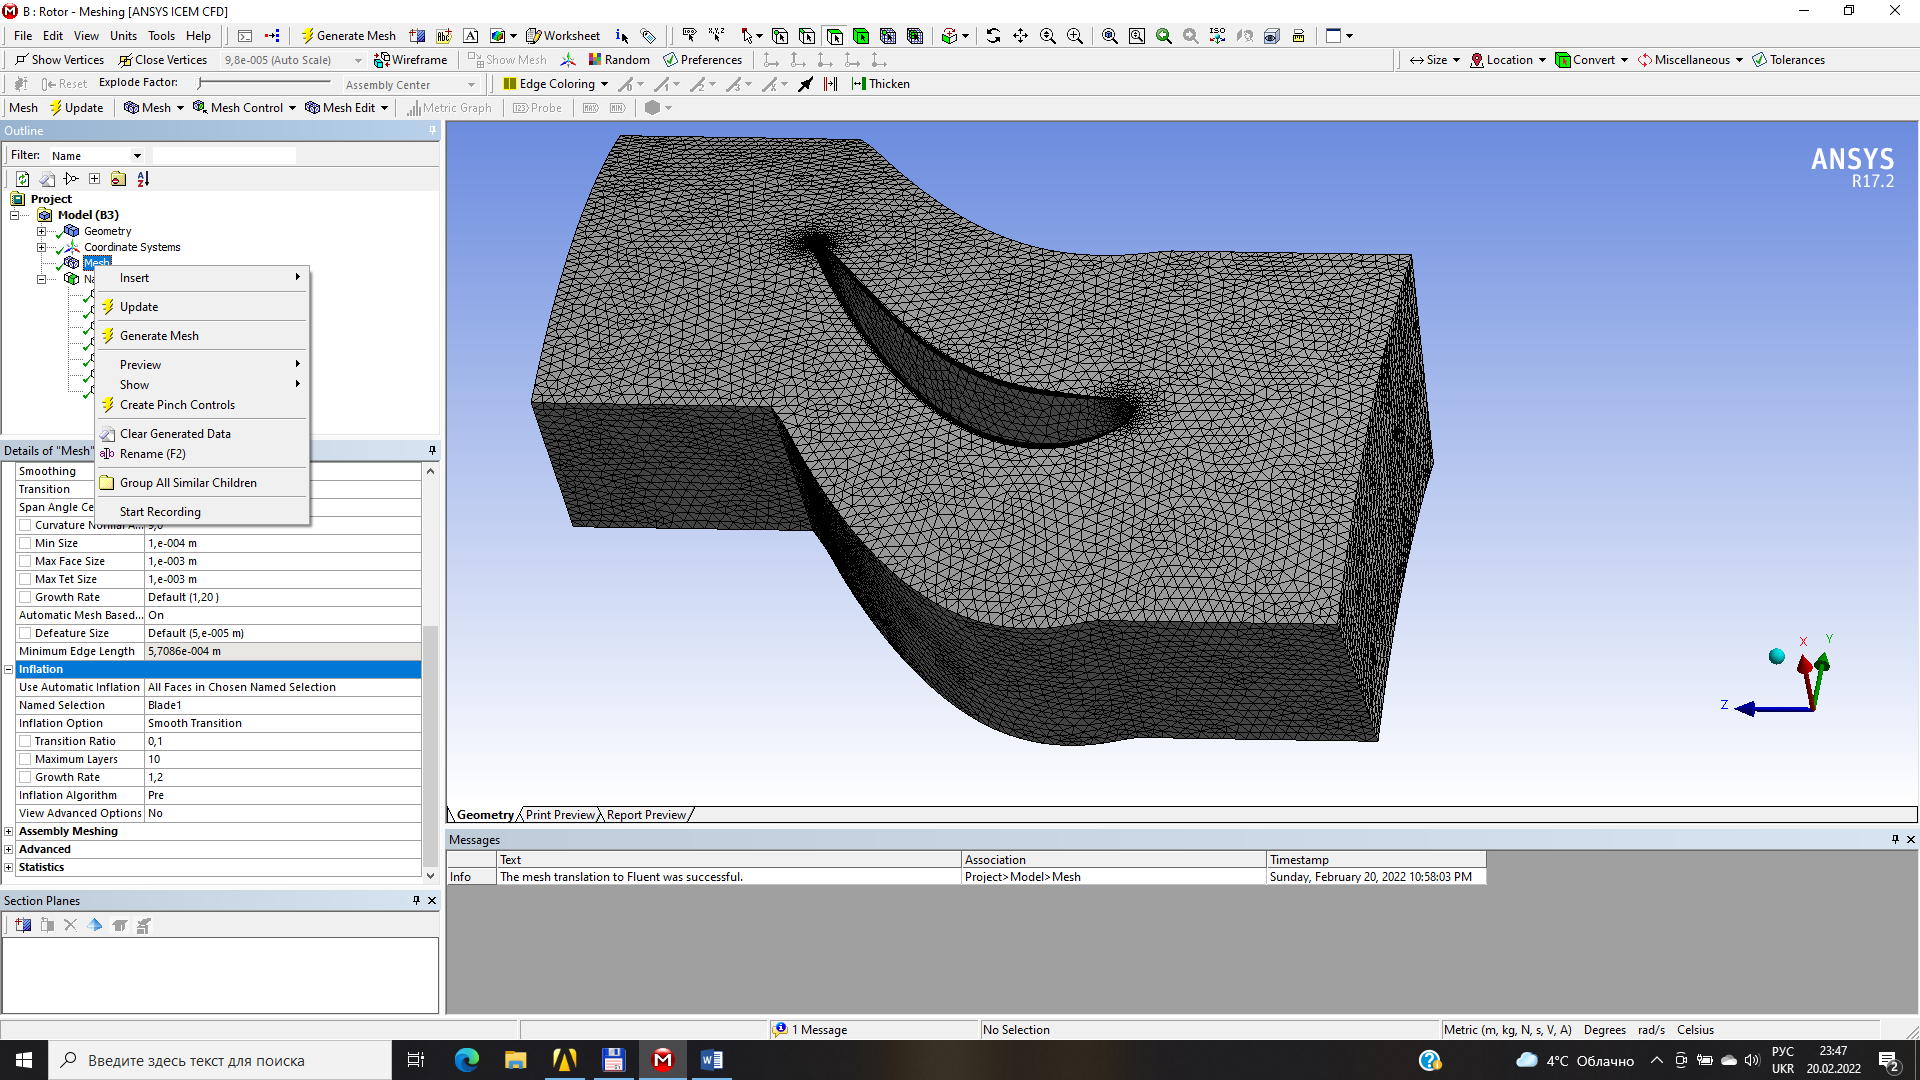 B : Rotor - Meshing [ANSYS ICEM CFD]
File Edit View Units Tools Help Generate Mesh Worksheet
Show Vertices Close Vertices 9,8e-005 (Auto Scale) Wireframe Show Mesh Random Preferences Size Location Convert Miscellaneous Tolerances
Reset Explode Factor: Assembly Center Edge Coloring Thicken
Mesh Update Mesh Mesh Control Mesh Edit Metric Graph Probe
Outline
Filter: Name
Project
Model (B3)
Geometry
Coordinate Systems
Mesh
Insert
Update
Generate Mesh
Preview
Show
Create Pinch Controls
Clear Generated Data
Rename (F2)
Group All Similar Children
Start Recording
Details of "Mesh"
Smoothing
Transition
Span Angle Ce
Curvature Normal A... 9,0
Min Size 1,e-004 m
Max Face Size 1,e-003 m
Max Tet Size 1,e-003 m
Growth Rate Default (1,20 )
Automatic Mesh Based... On
Defeature Size Default (5,e-005 m)
Minimum Edge Length 5,7086e-004 m
Inflation
Use Automatic Inflation All Faces in Chosen Named Selection
Named Selection Blade1
Inflation Option Smooth Transition
Transition Ratio 0,1
Maximum Layers 10
Growth Rate 1,2
Inflation Algorithm Pre
View Advanced Options No
Assembly Meshing
Advanced
Statistics
Section Planes
ANSYS
R17.2
X Y
Z
Geometry Print Preview Report Preview
Messages
Text Association Timestamp
Info The mesh translation to Fluent was successful. Project>Model>Mesh Sunday, February 20, 2022 10:58:03 PM
1 Message No Selection Metric (m, kg, N, s, V, A) Degrees rad/s Celsius
Введите здесь текст для поиска
4°C Облачно
РУС
UKR
23:47
20.02.2022
2